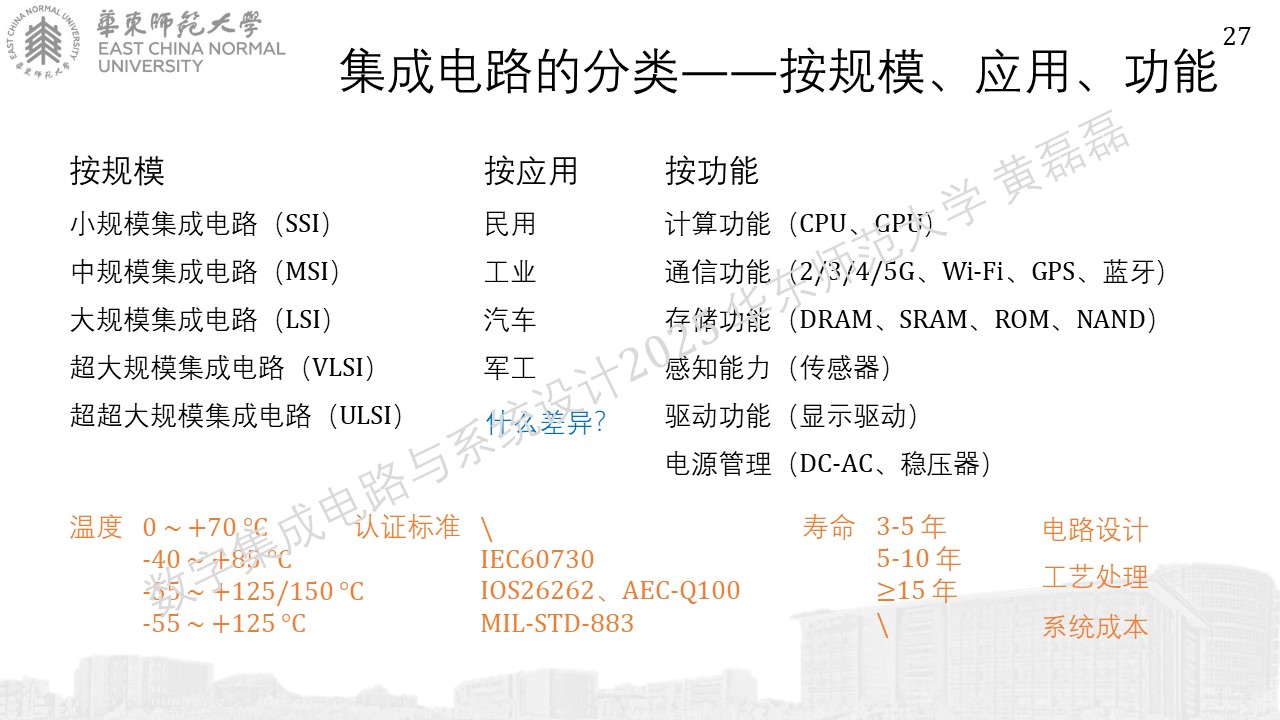 華東師範大學
EAST CHINA NORMAL
UNIVERSITY
EAST CHINA NORMAL UNIVERSITY
華東师范大学
27
集成电路的分类——按规模、应用、功能
按规模
小规模集成电路（SSI）
中规模集成电路（MSI）
大规模集成电路（LSI）
超大规模集成电路（VLSI）
超超大规模集成电路（ULSI）
按应用
民用
工业
汽车
军工
什么差异？
按功能
计算功能（CPU、GPU）
通信功能（2/3/4/5G、Wi-Fi、GPS、蓝牙）
存储功能（DRAM、SRAM、ROM、NAND）
感知能力（传感器）
驱动功能（显示驱动）
电源管理（DC-AC、稳压器）
温度 0 ~ +70 °C
-40 ~ +85 °C
-55 ~ +125/150 °C
-55 ~ +125 °C
认证标准 \
IEC60730
IOS26262、AEC-Q100
MIL-STD-883
寿命 3-5 年
5-10 年
≥15 年
\
电路设计
工艺处理
系统成本
数字集成电路与系统设计2023 华东师范大学 黄磊磊